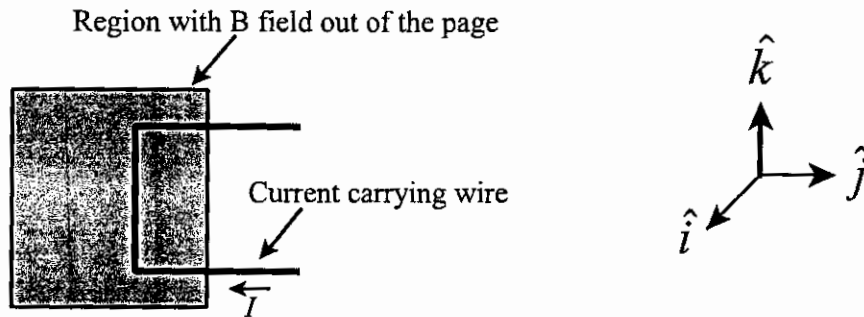 Region with B field out of the page
k̂
ĵ
Current carrying wire
î
I